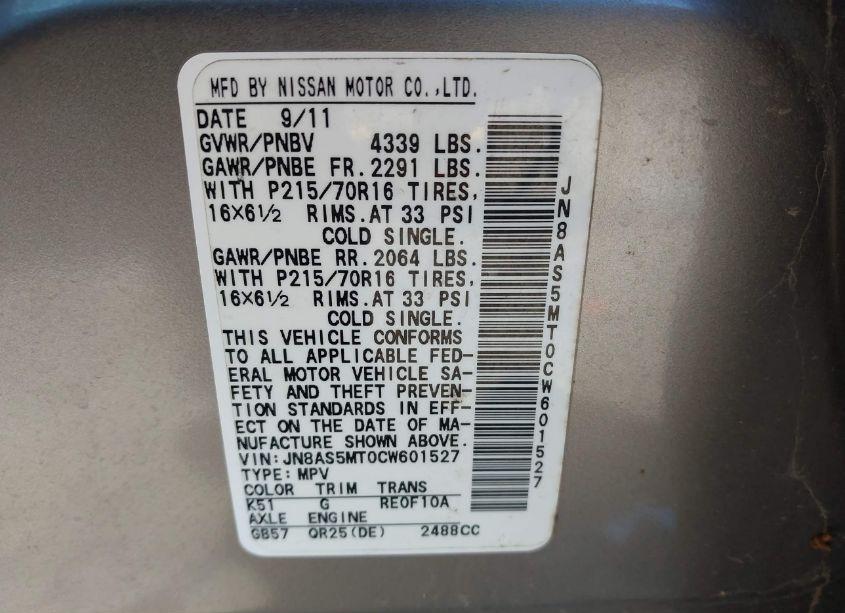 MFD BY NISSAN MOTOR CO.,LTD.
DATE 9/11
GVWR/PNBV 4339 LBS.
GAWR/PNBE FR. 2291 LBS.
WITH P215/70R16 TIRES,
16×6½ RIMS. AT 33 PSI
COLD SINGLE.
GAWR/PNBE RR. 2064 LBS.
WITH P215/70R16 TIRES,
16×6½ RIMS. AT 33 PSI
COLD SINGLE.
THIS VEHICLE CONFORMS
TO ALL APPLICABLE FED-
ERAL MOTOR VEHICLE SA-
FETY AND THEFT PREVEN-
TION STANDARDS IN EFF-
ECT ON THE DATE OF MA-
NUFACTURE SHOWN ABOVE.
VIN: JN8AS5MT0CW601527
TYPE: MPV
COLOR TRIM TRANS
K51 G RE0F10A
AXLE ENGINE
GB57 QR25(DE) 2488CC
JN8AS5MT0CW601527